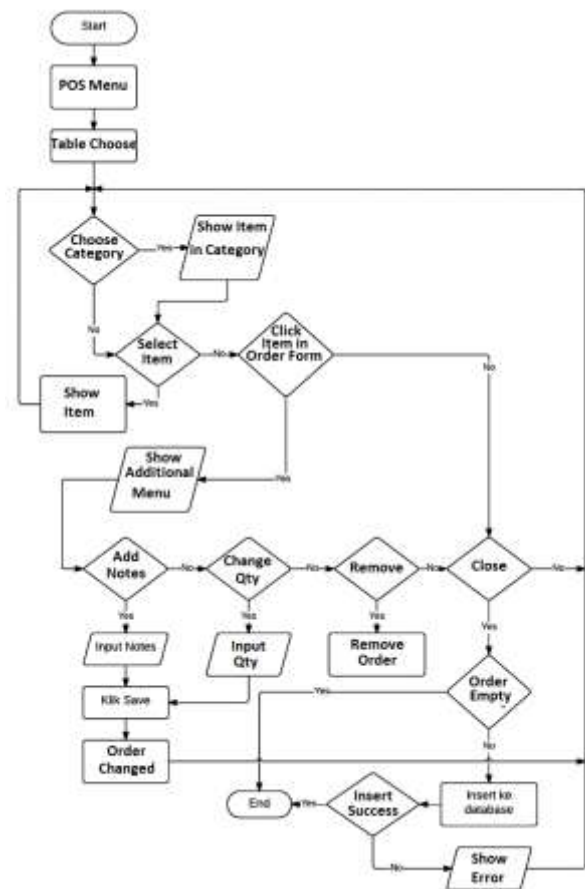 Start
POS Menu
Table Choose
Choose
Category
Yes
Show Item
in Category
No
Select
Item
No
Click
Item in
Order Form
No
Show
Item
Yes
Show
Additional
Menu
Yes
Add
Notes
No
Change
Qty
No
Remove
No
Close
No
Yes
Yes
Yes
Yes
Input Notes
Input
Qty
Remove
Order
Klik Save
Yes
Order
Empty
Order
Changed
No
End
Yes
Insert
Success
Insert ke
database
No
Show
Error